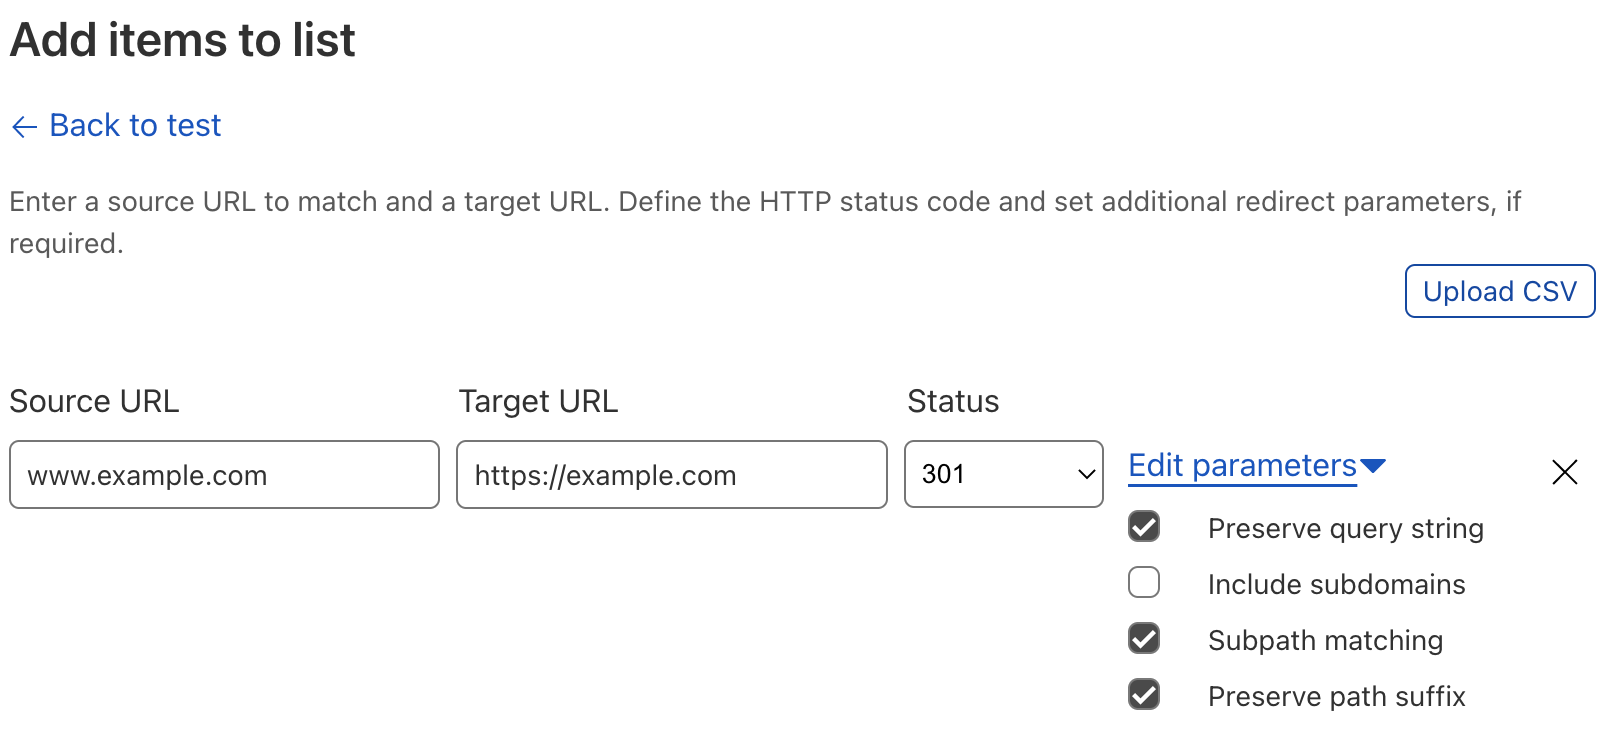 Add items to list
← Back to test
Enter a source URL to match and a target URL. Define the HTTP status code and set additional redirect parameters, if
required.
Upload CSV
Source URL Target URL Status
www.example.com https://example.com 301 Edit parameters
Preserve query string
Include subdomains
Subpath matching
Preserve path suffix